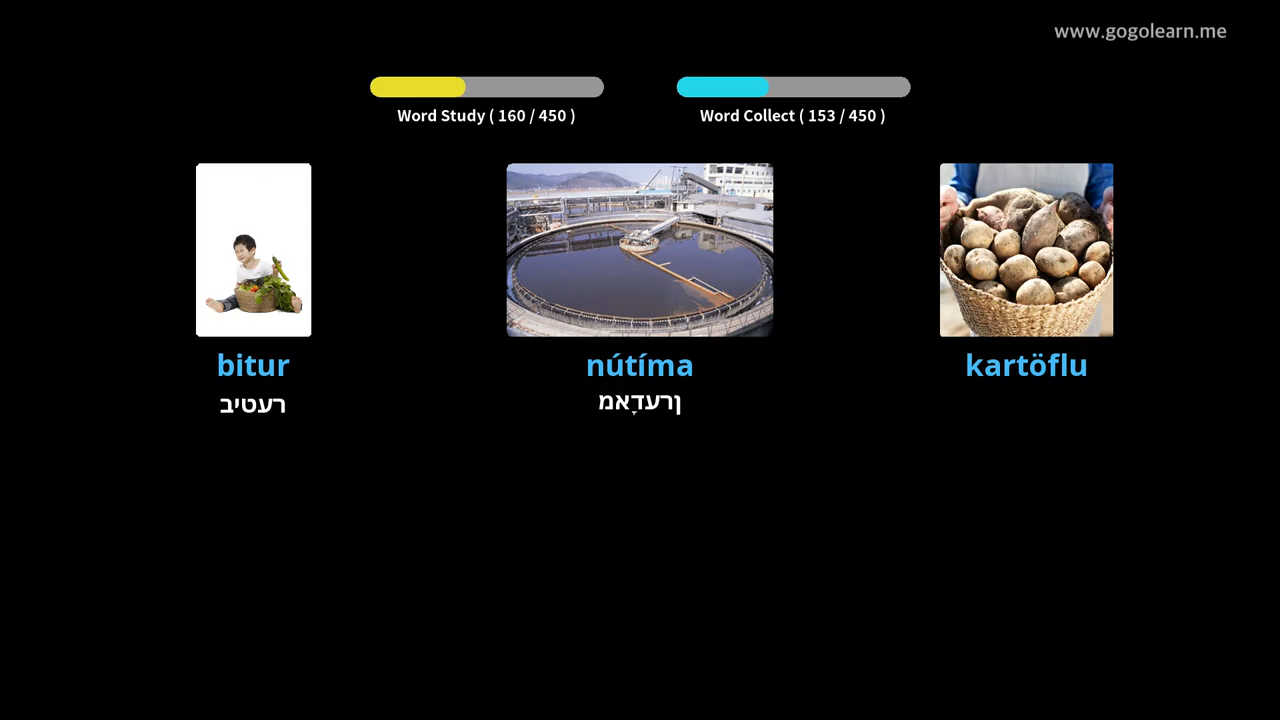 www.gogolearn.me
Word Study ( 160 / 450 )
Word Collect ( 153 / 450 )
bitur
nútíma
kartöflu
רעטיב
ןרעדָאמ